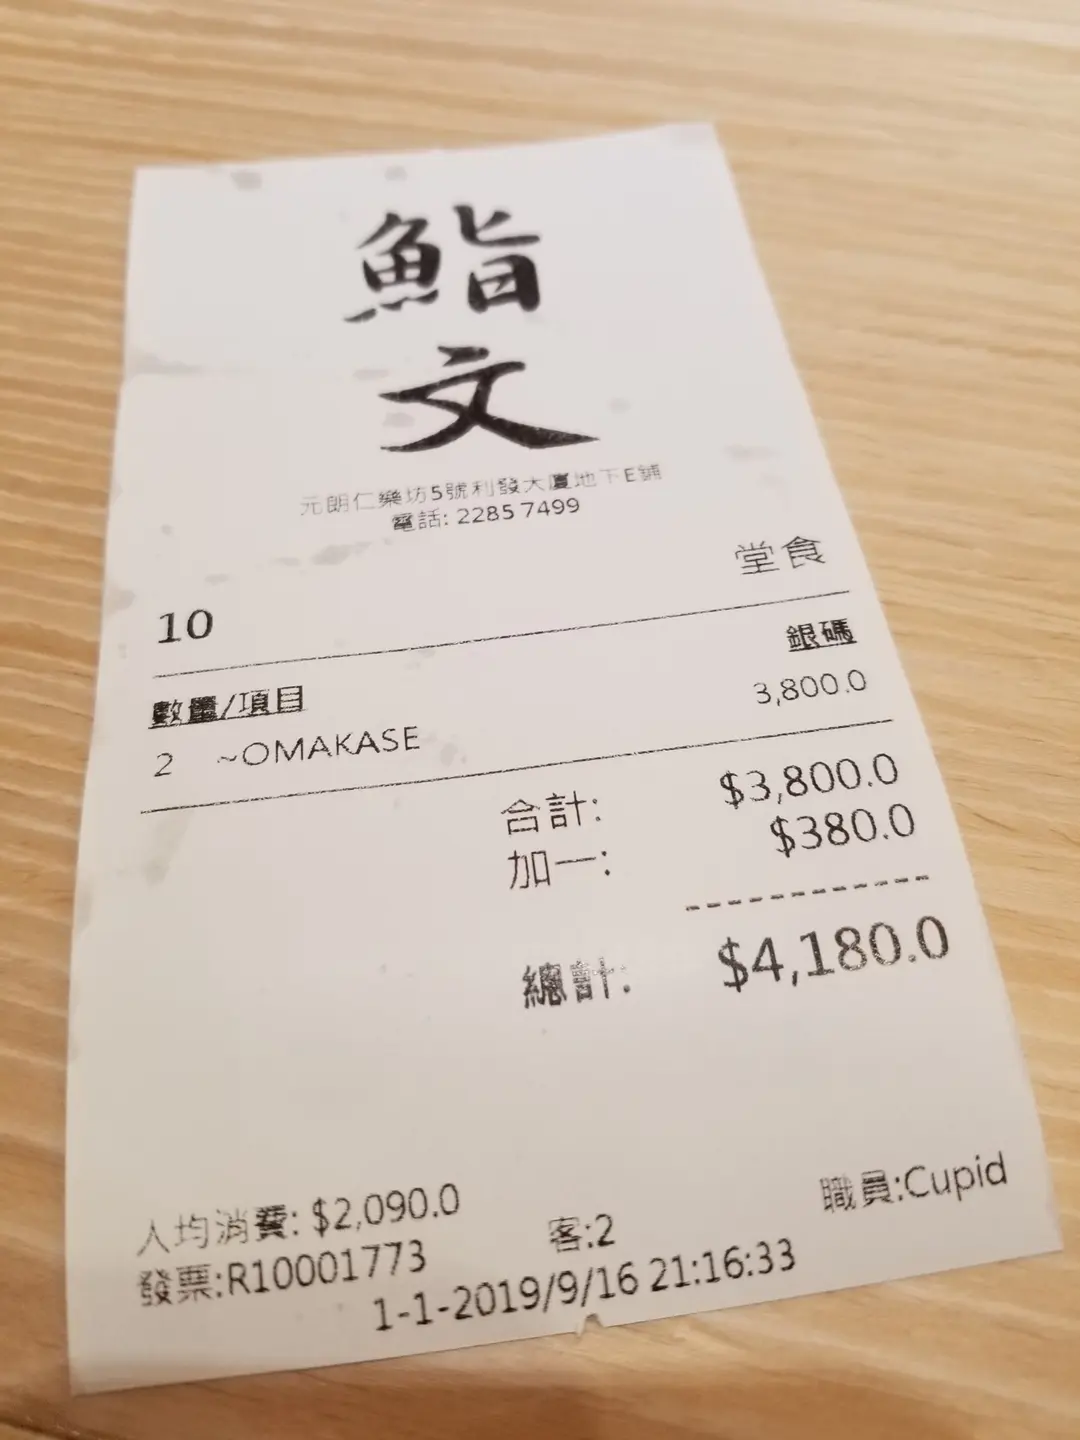 鮨
文
元朗仁樂坊5號利發大廈地下E鋪
電話: 2285 7499
堂食
10
銀碼
數量/項目
3,800.0
2 ~OMAKASE
合計: $3,800.0
加一: $380.0
------------
總計: $4,180.0
職員:Cupid
人均消費: $2,090.0
客:2
發票:R10001773
1-1-2019/9/16 21:16:33